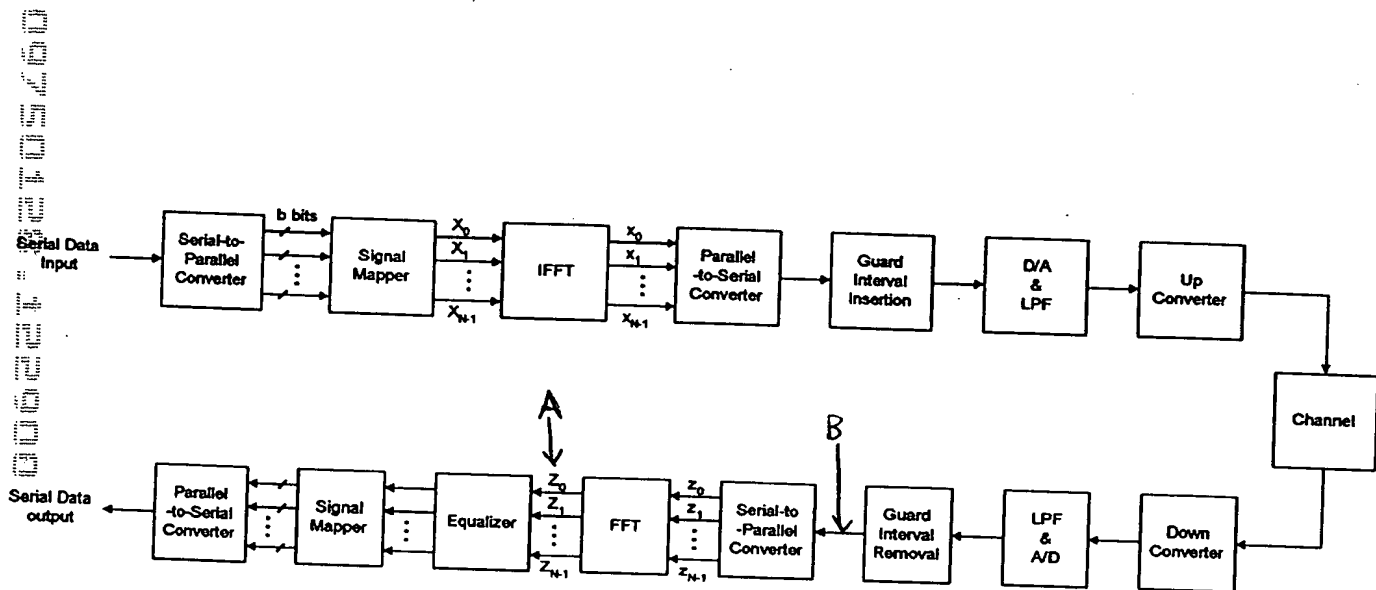 09750129-122900
Serial Data
Input
Serial-to-
Parallel
Converter
b bits
Signal
Mapper
X0
X1
XN-1
IFFT
x0
x1
xN-1
Parallel
-to-Serial
Converter
Guard
Interval
Insertion
D/A
&
LPF
Up
Converter
Channel
A
B
Serial Data
output
Parallel
-to-Serial
Converter
Signal
Mapper
Equalizer
Z0
Z1
ZN-1
FFT
z0
z1
zN-1
Serial-to
-Parallel
Converter
Guard
Interval
Removal
LPF
&
A/D
Down
Converter